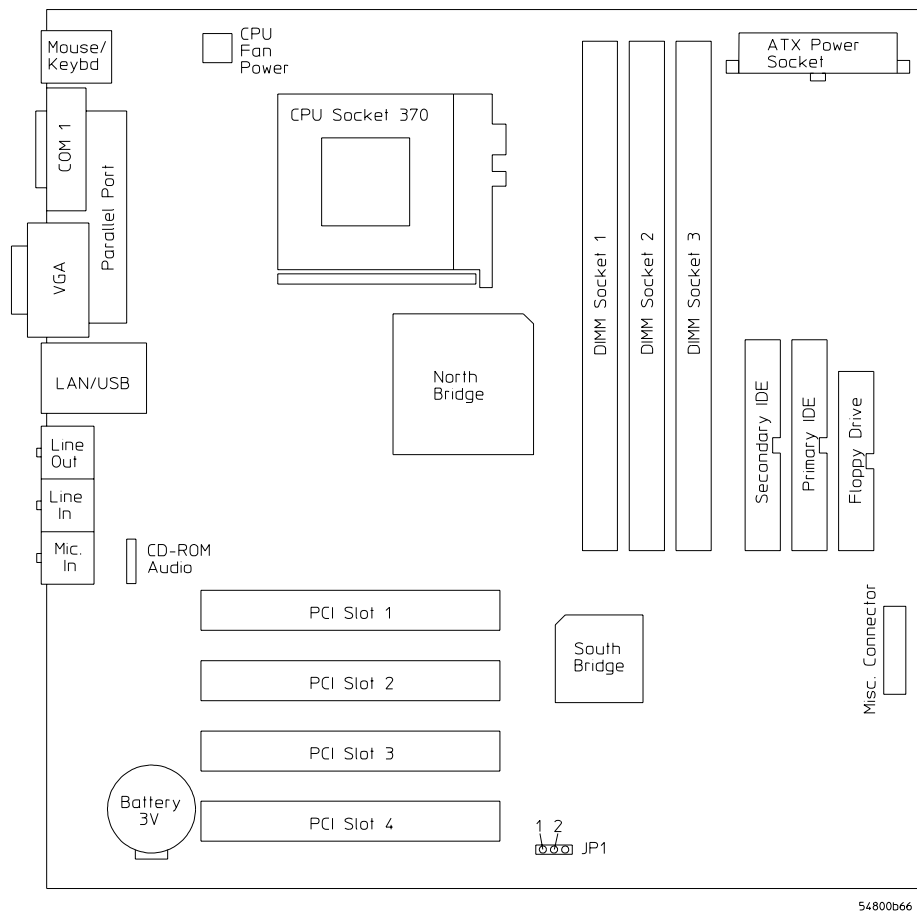 Mouse/
Keybd
CPU
Fan
Power
ATX Power
Socket
CPU Socket 370
COM 1
Parallel Port
VGA
DIMM Socket 1
DIMM Socket 2
DIMM Socket 3
LAN/USB
North
Bridge
Secondary IDE
Primary IDE
Floppy Drive
Line
Out
Line
In
Mic.
In
CD-ROM
Audio
PCI Slot 1
South
Bridge
Misc. Connector
PCI Slot 2
PCI Slot 3
Battery
3V
PCI Slot 4
1 2
JP1
54800b66